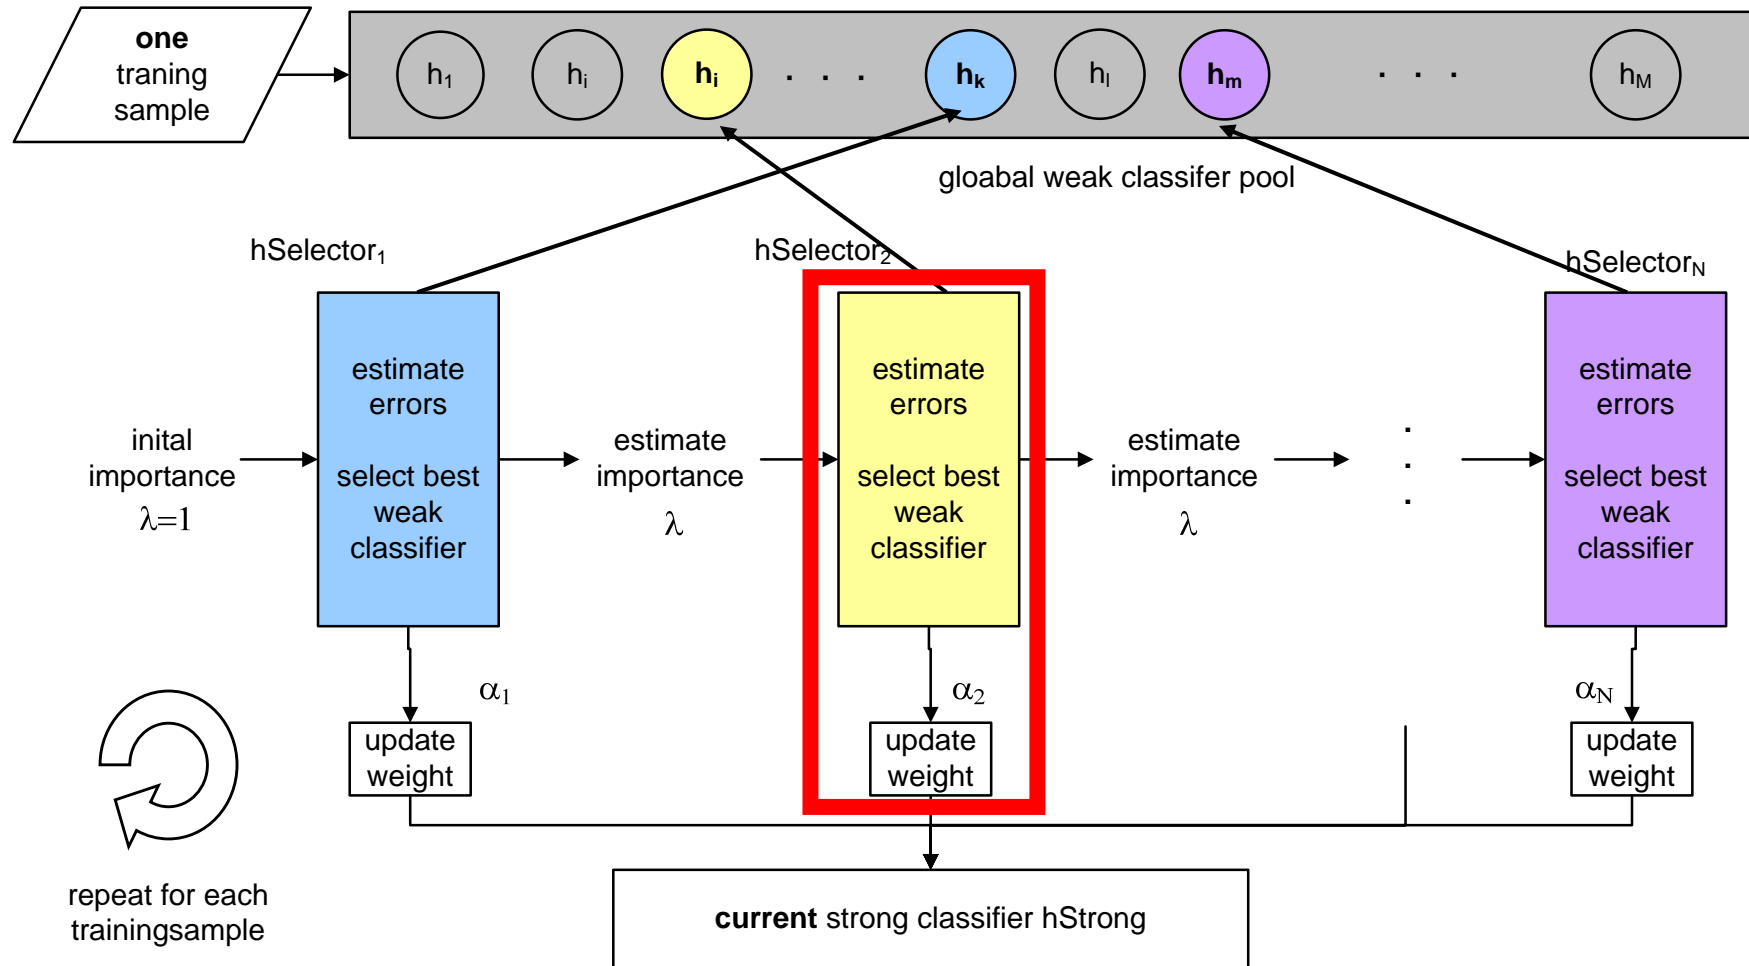 one
traning
sample
h1
hi
hi
. . .
hk
hl
hm
. . .
hM
gloabal weak classifer pool
hSelector1
hSelector2
hSelectorN
inital
importance
λ=1
estimate
errors
select best
weak
classifier
estimate
importance
λ
estimate
errors
select best
weak
classifier
estimate
importance
λ
.
.
.
estimate
errors
select best
weak
classifier
α1
α2
αN
update
weight
update
weight
update
weight
repeat for each
trainingsample
current strong classifier hStrong